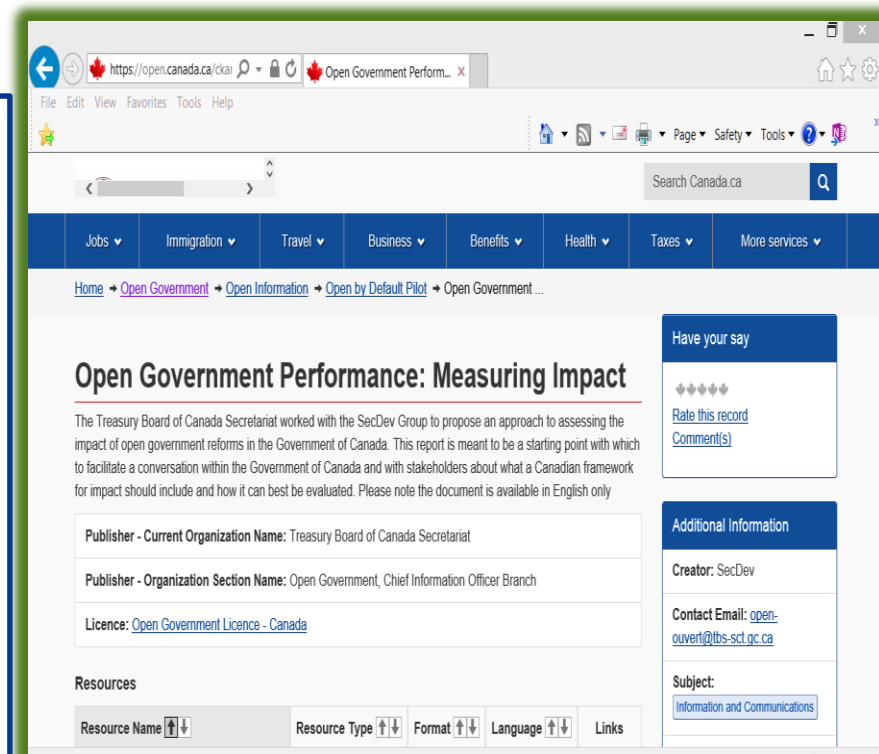 https://open.canada.ca/ckar
Open Government Perform...
File Edit View Favorites Tools Help
Page Safety Tools
Search Canada.ca
Jobs Immigration Travel Business Benefits Health Taxes More services
Home → Open Government → Open Information → Open by Default Pilot → Open Government ...
Have your say
Open Government Performance: Measuring Impact
Rate this record
Comment(s)
The Treasury Board of Canada Secretariat worked with the SecDev Group to propose an approach to assessing the
impact of open government reforms in the Government of Canada. This report is meant to be a starting point with which
to facilitate a conversation within the Government of Canada and with stakeholders about what a Canadian framework
for impact should include and how it can best be evaluated. Please note the document is available in English only
Publisher - Current Organization Name: Treasury Board of Canada Secretariat
Publisher - Organization Section Name: Open Government, Chief Information Officer Branch
Licence: Open Government Licence - Canada
Additional Information
Creator: SecDev
Contact Email: open-
ouvert@tbs-sct.gc.ca
Subject:
Information and Communications
Resources
Resource Name Resource Type Format Language Links